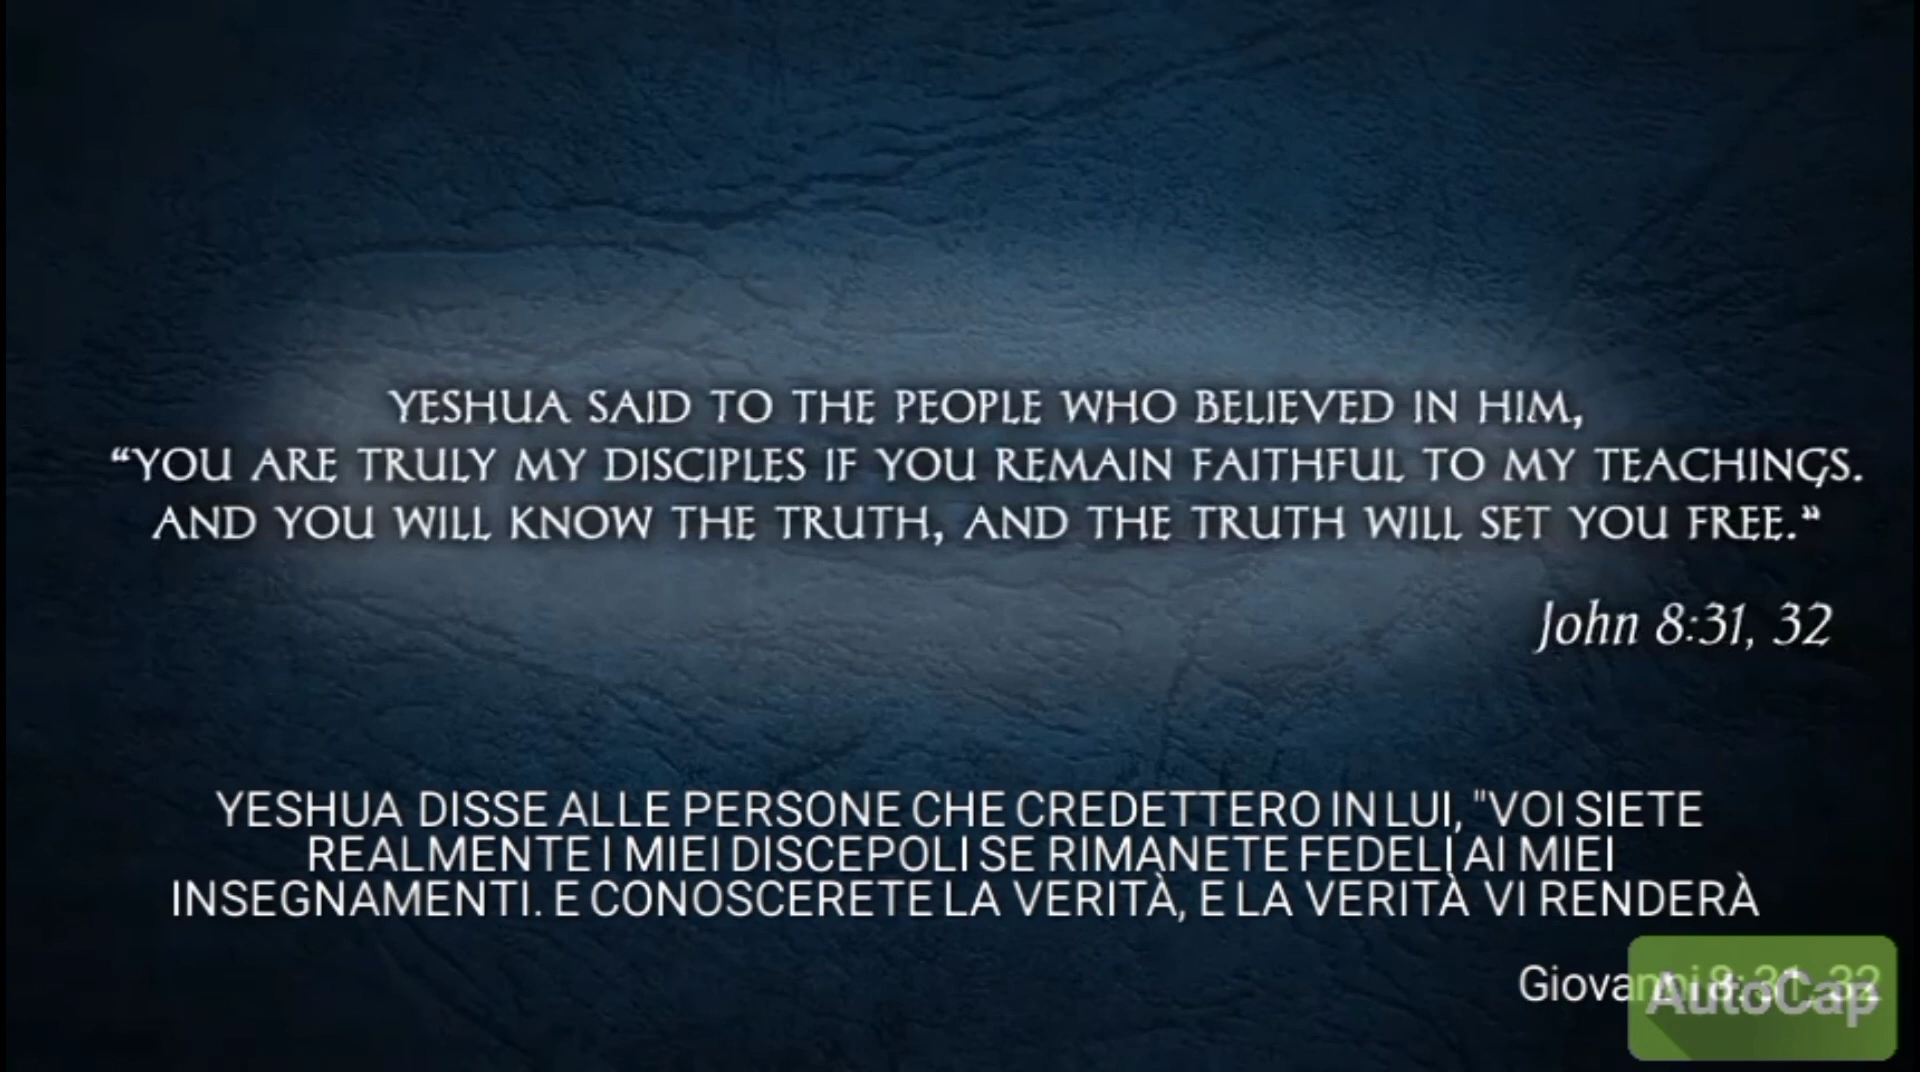 YESHUA SAID TO THE PEOPLE WHO BELIEVED IN HIM,
“YOU ARE TRULY MY DISCIPLES IF YOU REMAIN FAITHFUL TO MY TEACHINGS.
AND YOU WILL KNOW THE TRUTH, AND THE TRUTH WILL SET YOU FREE.”
John 8:31, 32
YESHUA DISSE ALLE PERSONE CHE CREDETTERO IN LUI, "VOI SIETE
REALMENTE I MIEI DISCEPOLI SE RIMANETE FEDELI AI MIEI
INSEGNAMENTI. E CONOSCERETE LA VERITÀ, E LA VERITÀ VI RENDERÀ
Giovanni 8: 31, 32
AutoCap